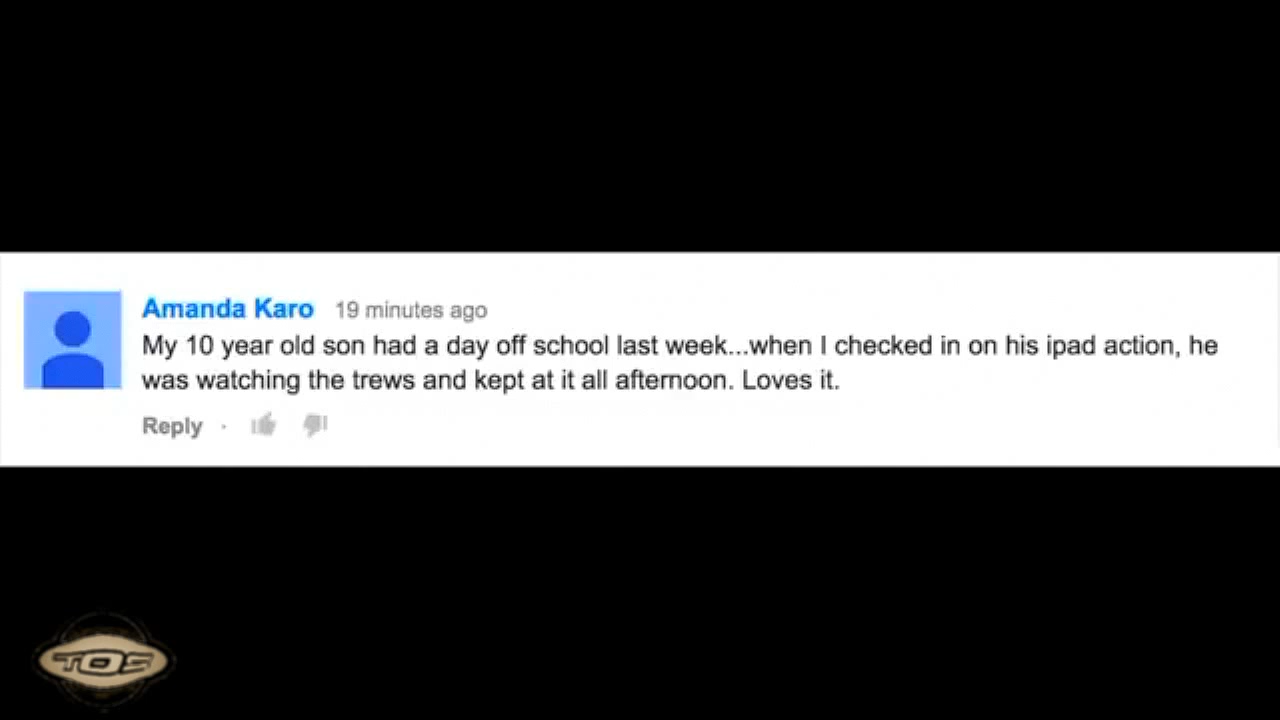 Amanda Karo 19 minutes ago
My 10 year old son had a day off school last week...when I checked in on his ipad action, he
was watching the trews and kept at it all afternoon. Loves it.
Reply ·
TOS